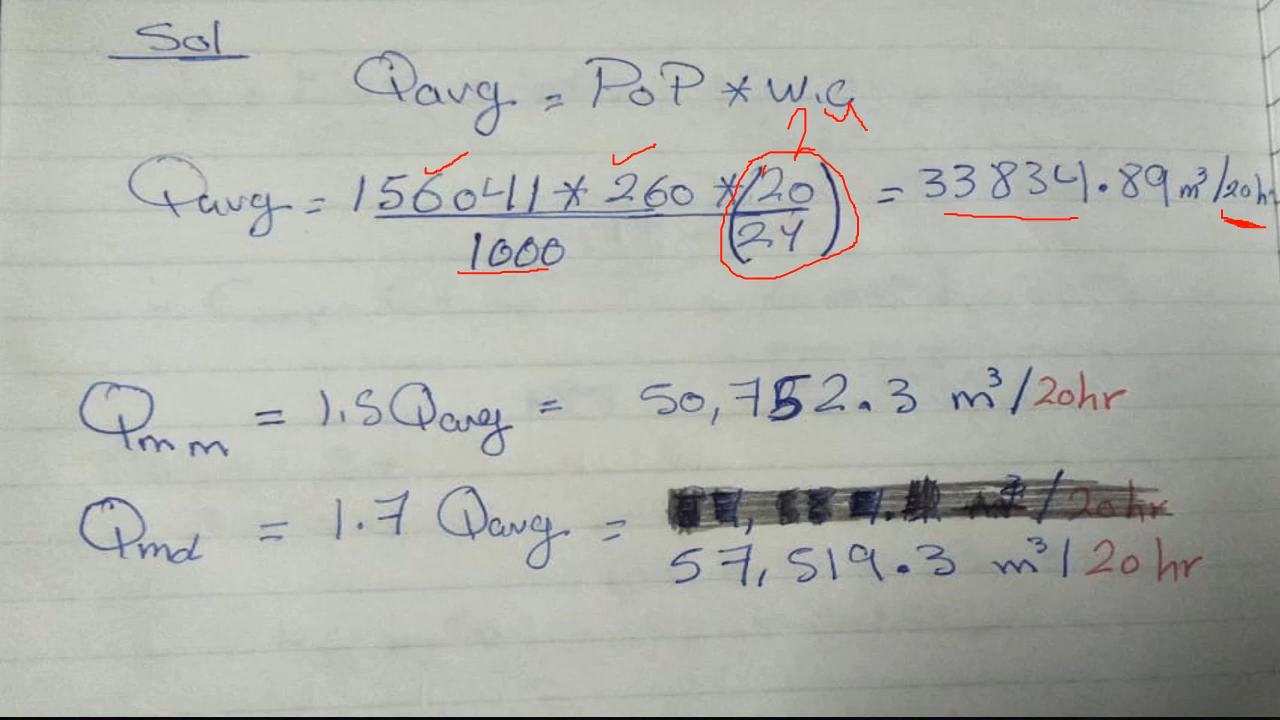 Sol
Qavg = PoP * W.C
24
Qavg = 156041 * 260 * (20/24) / 1000 = 33834.89 m³/20hr
Qmm = 1.5 Qavg = 50,752.3 m³/20hr
Qmd = 1.7 Qavg =
57,519.3 m³/20hr